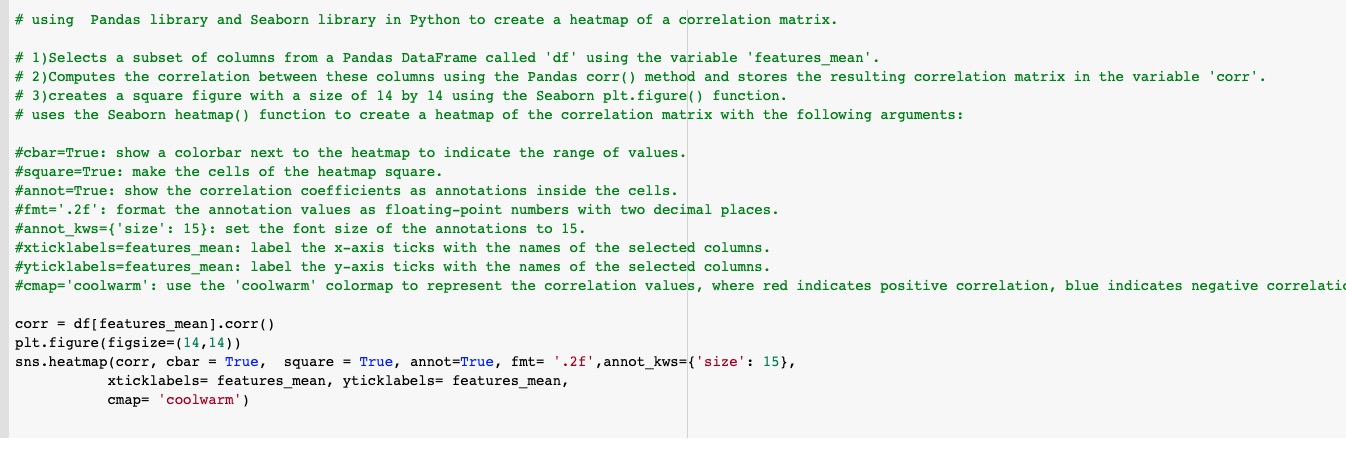 # using  Pandas library and Seaborn library in Python to create a heatmap of a correlation matrix.
# 1)Selects a subset of columns from a Pandas DataFrame called 'df' using the variable 'features_mean'.
# 2)Computes the correlation between these columns using the Pandas corr() method and stores the resulting correlation matrix in the variable 'corr'.
# 3)creates a square figure with a size of 14 by 14 using the Seaborn plt.figure() function.
# uses the Seaborn heatmap() function to create a heatmap of the correlation matrix with the following arguments:
#cbar=True: show a colorbar next to the heatmap to indicate the range of values.
#square=True: make the cells of the heatmap square.
#annot=True: show the correlation coefficients as annotations inside the cells.
#fmt='.2f': format the annotation values as floating-point numbers with two decimal places.
#annot_kws={'size': 15}: set the font size of the annotations to 15.
#xticklabels=features_mean: label the x-axis ticks with the names of the selected columns.
#yticklabels=features_mean: label the y-axis ticks with the names of the selected columns.
#cmap='coolwarm': use the 'coolwarm' colormap to represent the correlation values, where red indicates positive correlation, blue indicates negative
corr = df[features_mean].corr()
plt.figure(figsize=(14,14))
sns.heatmap(corr, cbar = True,  square = True, annot=True, fmt= '.2f',annot_kws={'size': 15},
           xticklabels= features_mean, yticklabels= features_mean,
           cmap= 'coolwarm')